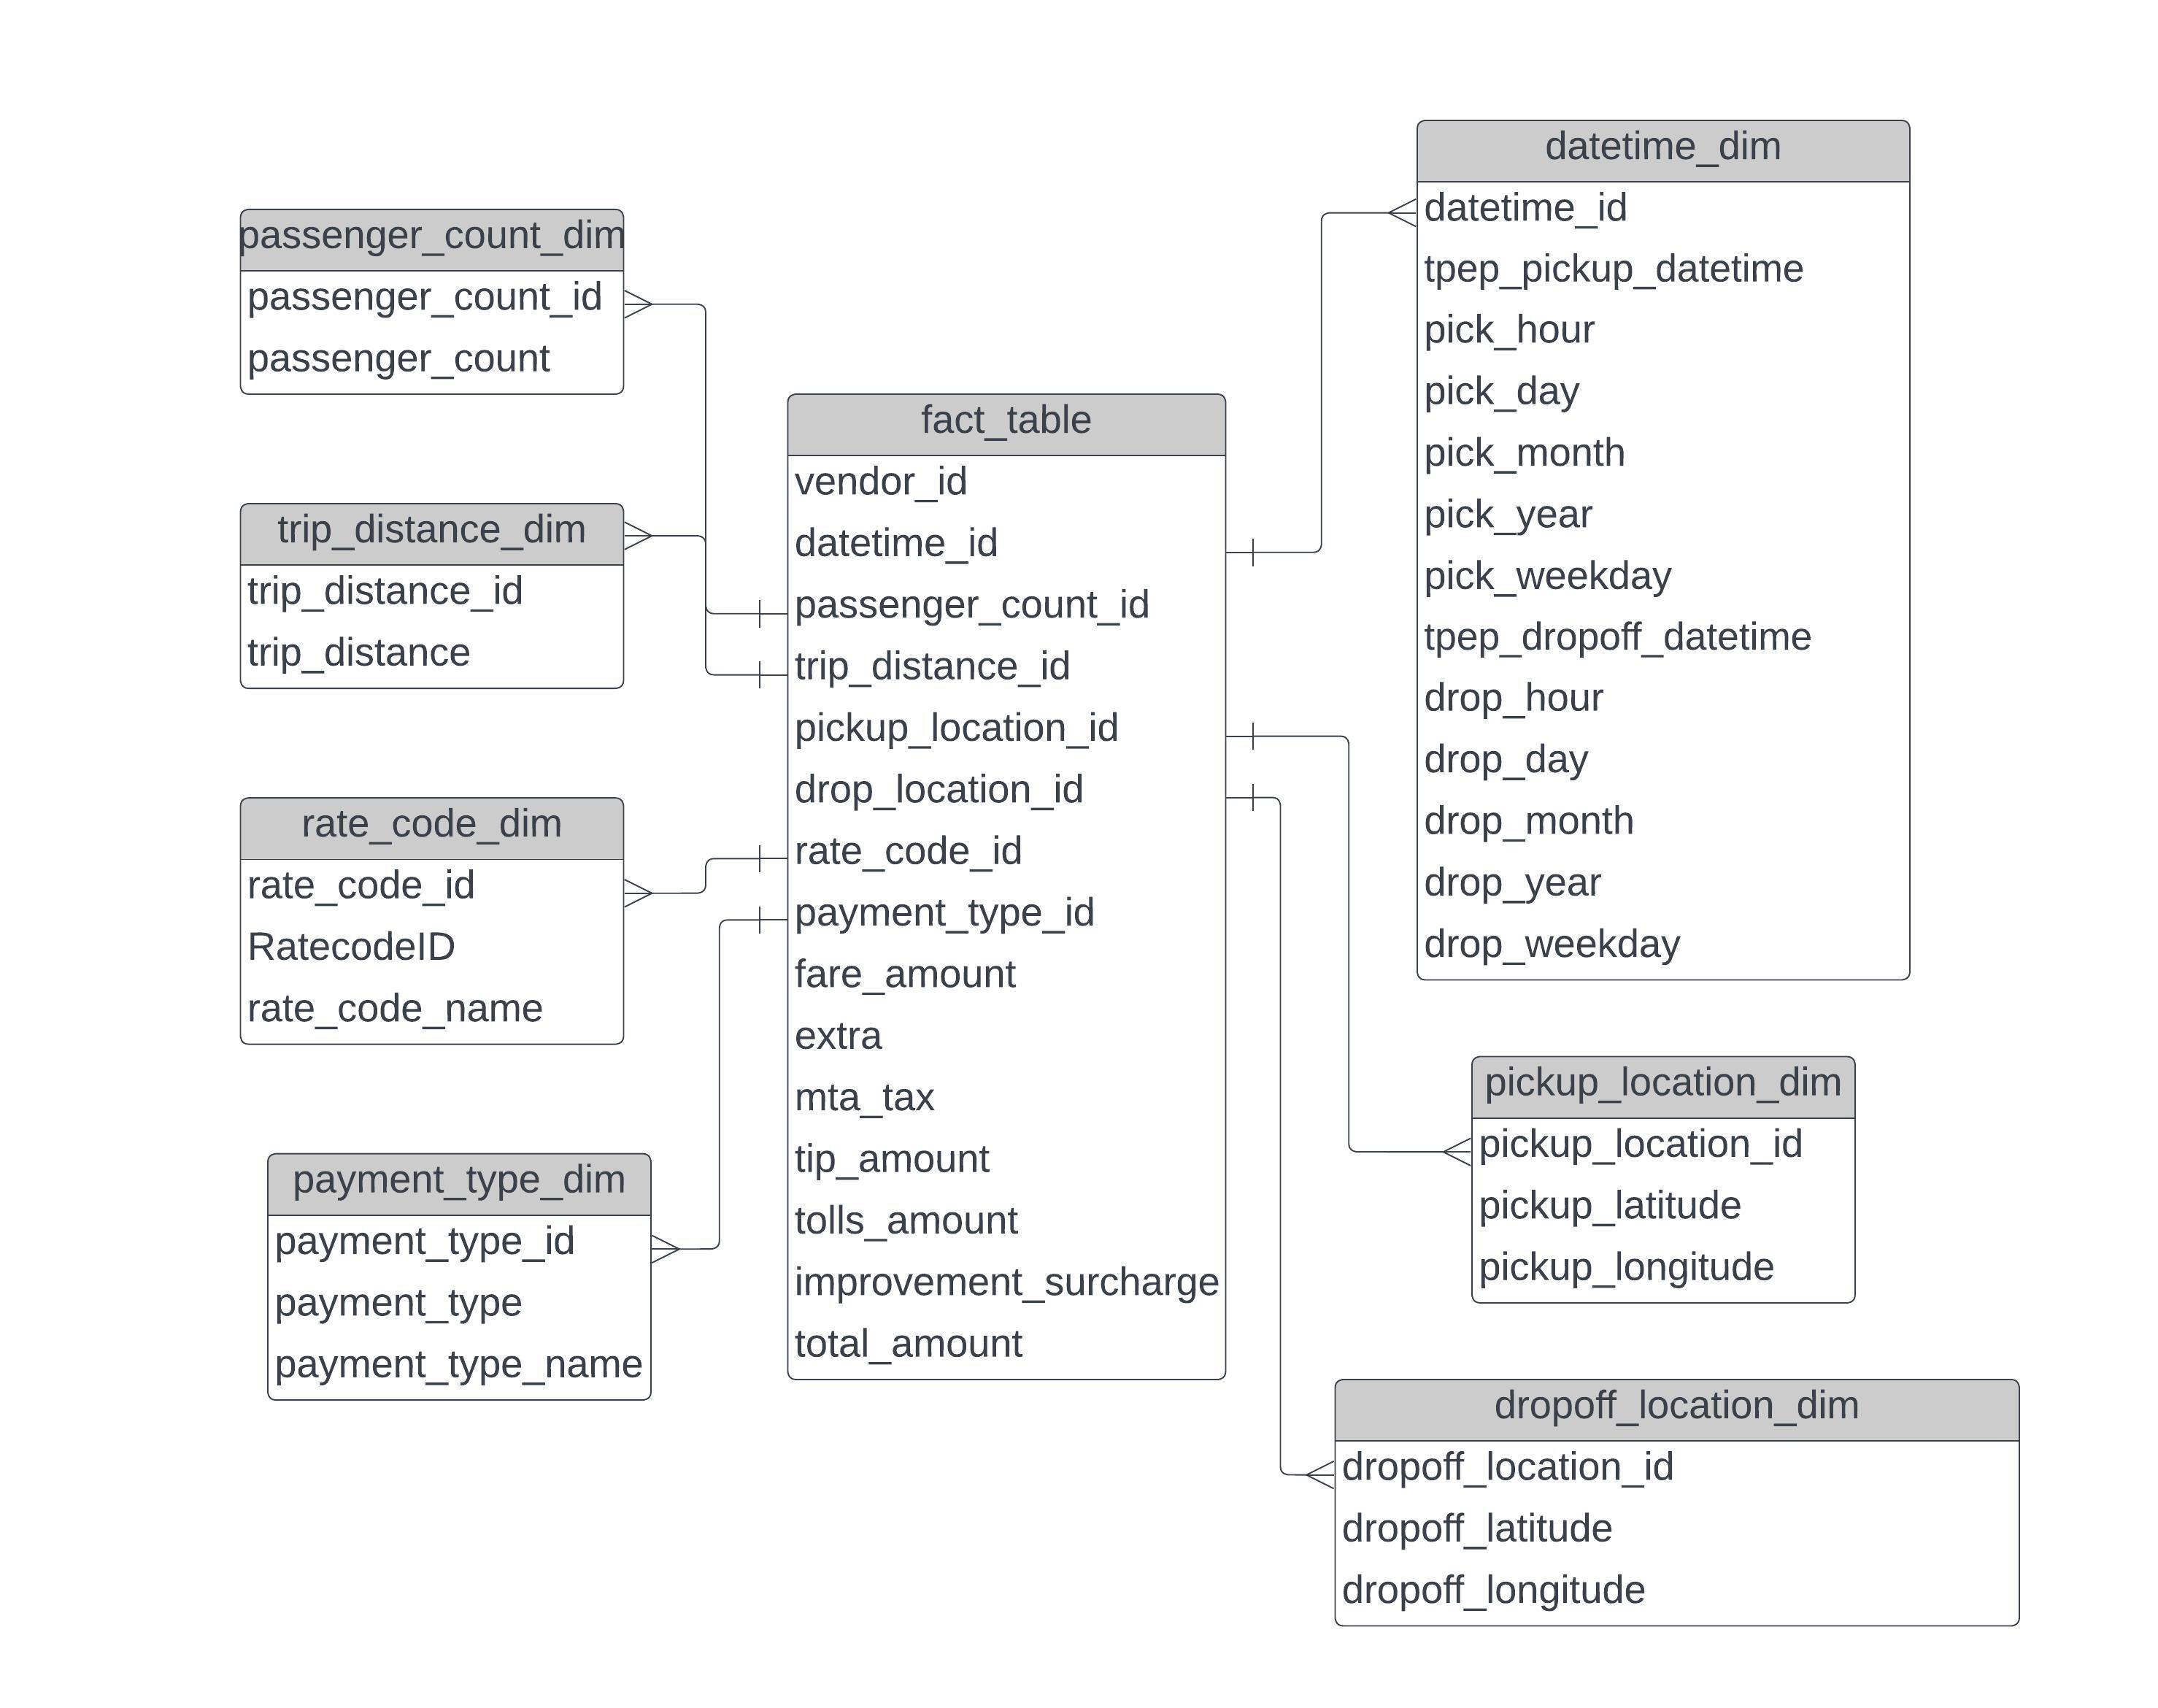 passenger_count_dim
passenger_count_id
passenger_count
trip_distance_dim
trip_distance_id
trip_distance
rate_code_dim
rate_code_id
RatecodeID
rate_code_name
payment_type_dim
payment_type_id
payment_type
payment_type_name
fact_table
vendor_id
datetime_id
passenger_count_id
trip_distance_id
pickup_location_id
drop_location_id
rate_code_id
payment_type_id
fare_amount
extra
mta_tax
tip_amount
tolls_amount
improvement_surcharge
total_amount
datetime_dim
datetime_id
tpep_pickup_datetime
pick_hour
pick_day
pick_month
pick_year
pick_weekday
tpep_dropoff_datetime
drop_hour
drop_day
drop_month
drop_year
drop_weekday
pickup_location_dim
pickup_location_id
pickup_latitude
pickup_longitude
dropoff_location_dim
dropoff_location_id
dropoff_latitude
dropoff_longitude